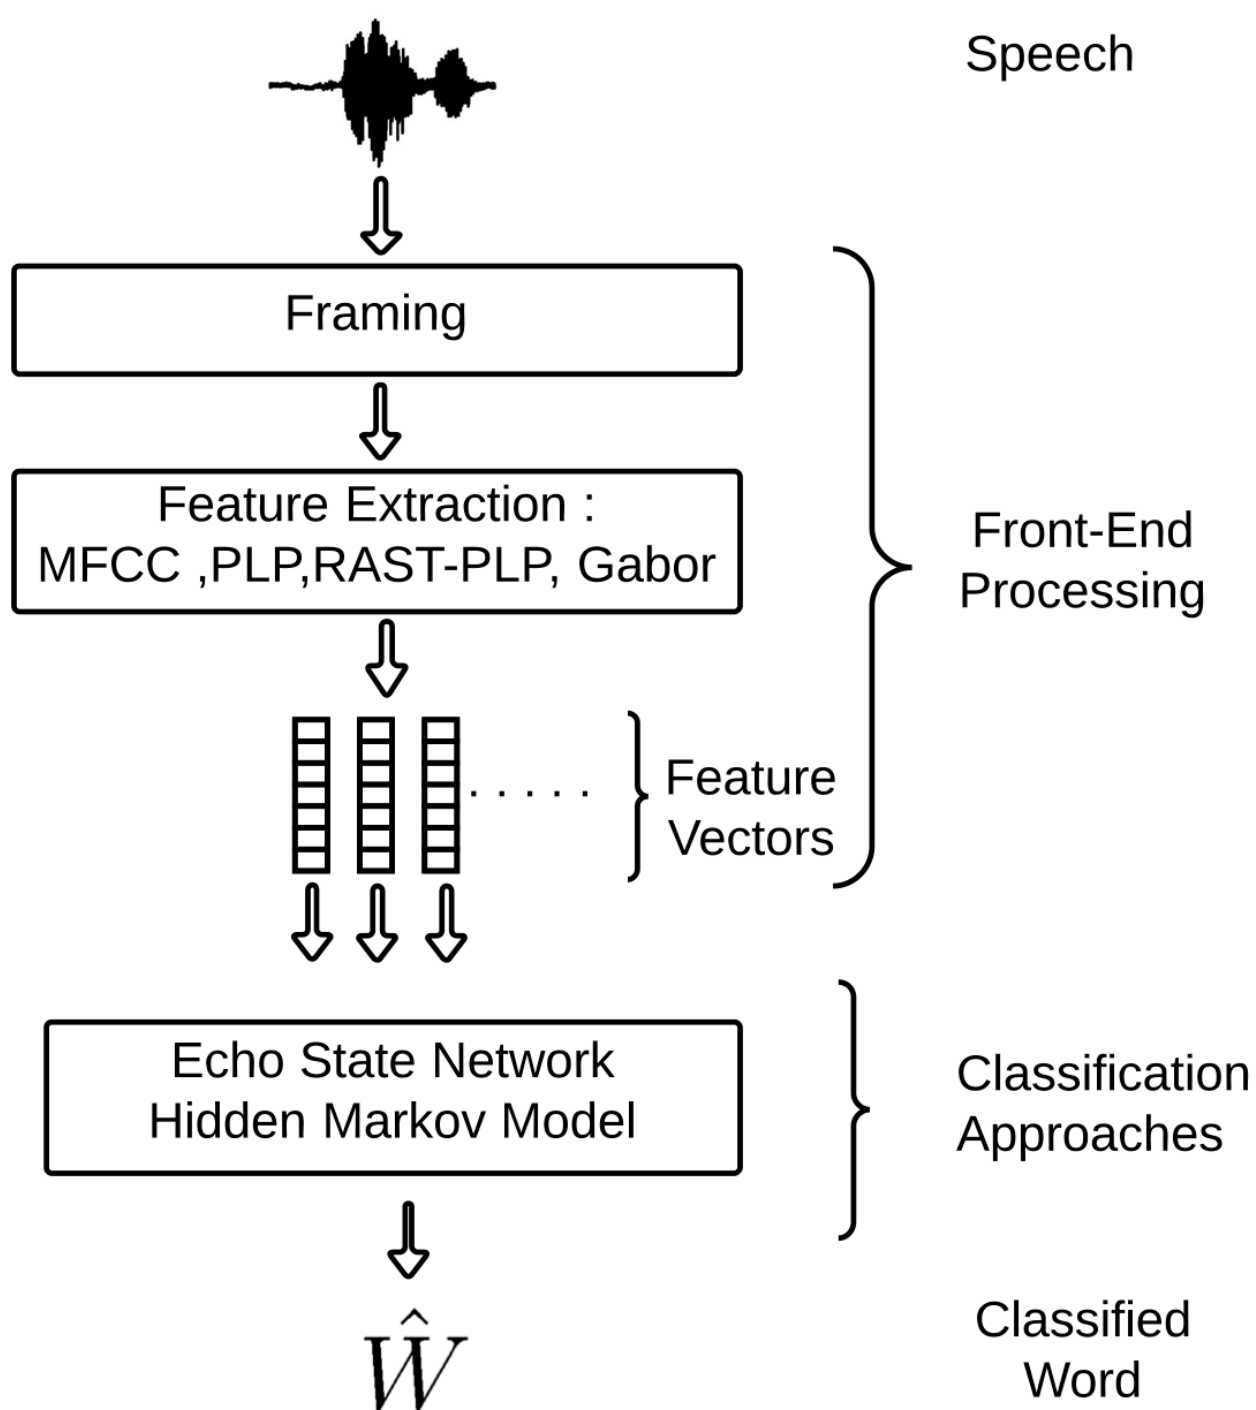 Speech
Framing
Feature Extraction :
MFCC ,PLP,RAST-PLP, Gabor
Front-End
Processing
Feature
Vectors
Echo State Network
Hidden Markov Model
Classification
Approaches
Ŵ
Classified
Word